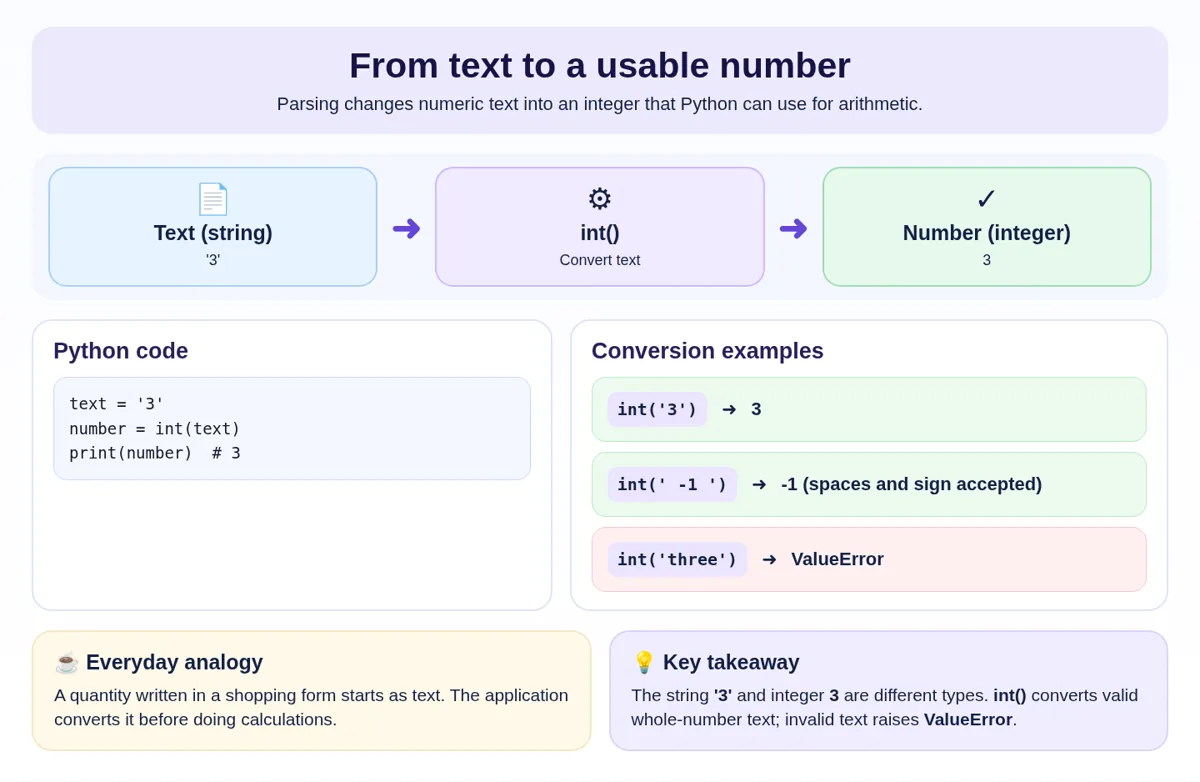 From text to a usable number
Parsing changes numeric text into an integer that Python can use for arithmetic.
Text (string)
'3'
int()
Convert text
Number (integer)
3
Python code
text = '3'
number = int(text)
print(number)  # 3
Conversion examples
int('3') ➜ 3
int(' -1 ') ➜ -1 (spaces and sign accepted)
int('three') ➜ ValueError
Everyday analogy
A quantity written in a shopping form starts as text. The application
converts it before doing calculations.
Key takeaway
The string '3' and integer 3 are different types. int() converts valid
whole-number text; invalid text raises ValueError.